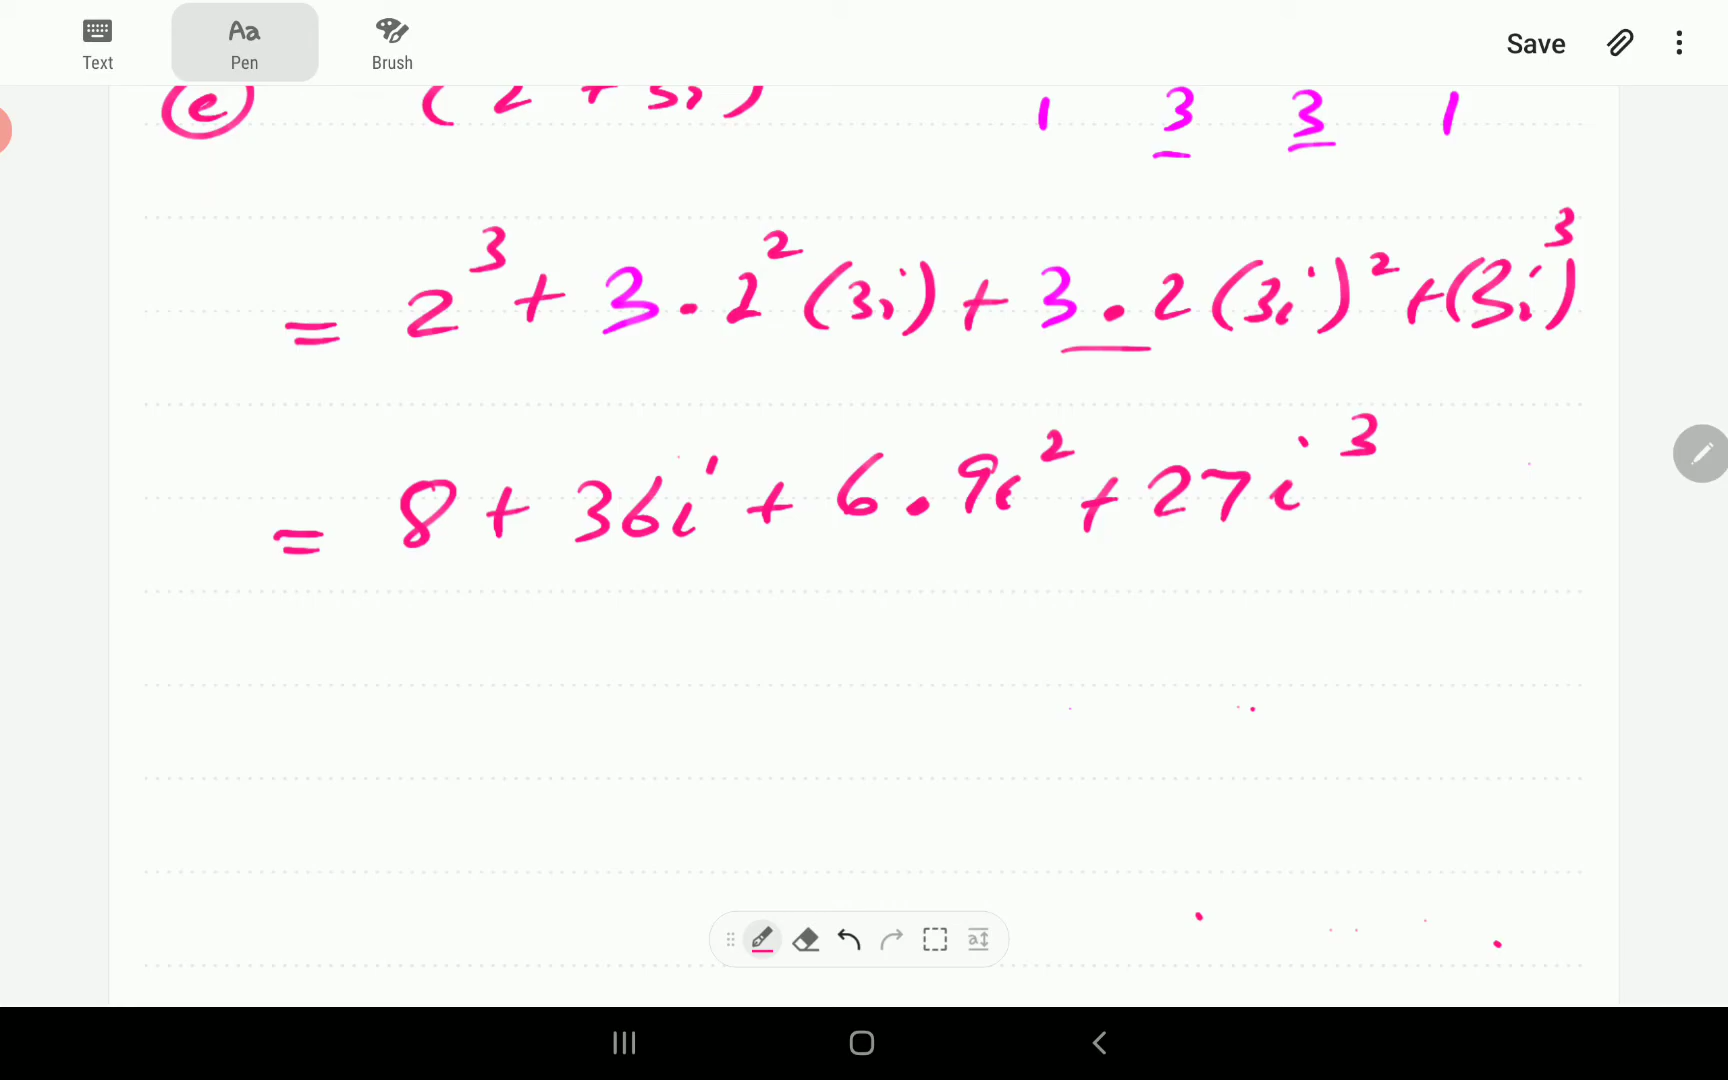 Text Pen Brush Save
(e) (2 + 3i) 1 3 3 1
= 2³ + 3 . 2² (3i) + 3 . 2 (3i)² + (3i)³
= 8 + 36i + 6 . 9i² + 27i³